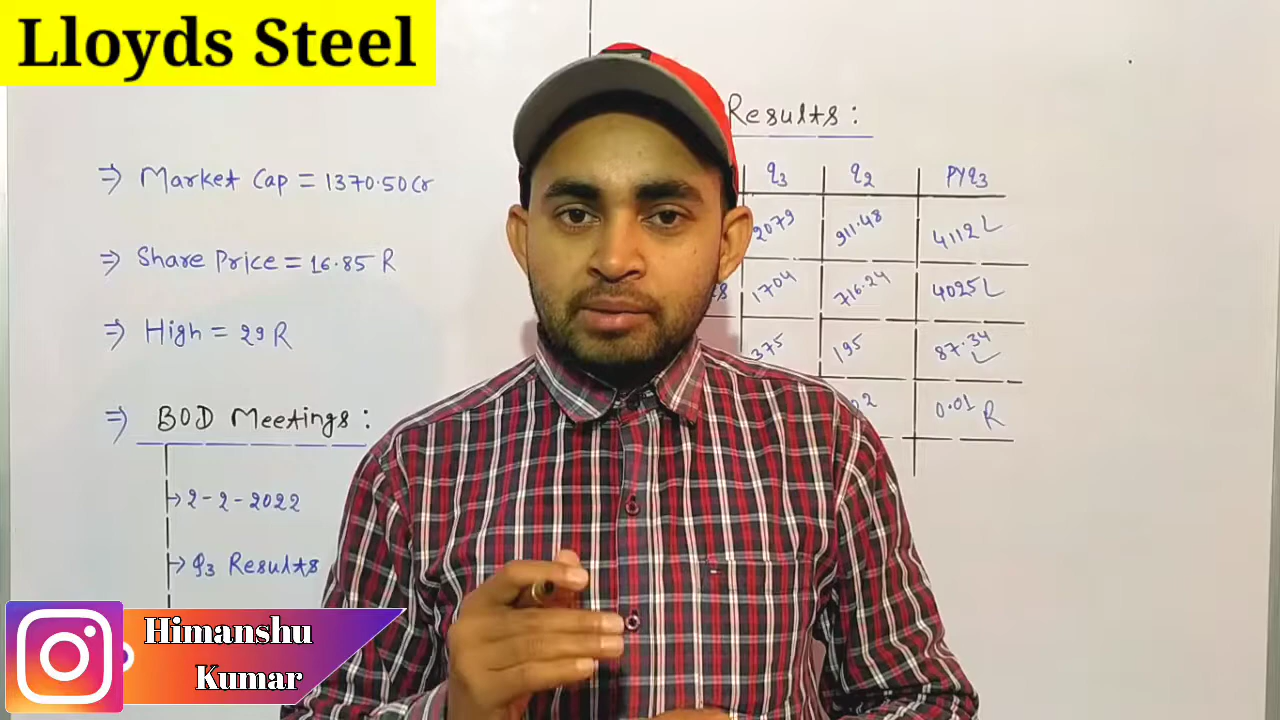 Lloyds Steel
Results :
⇒ Market Cap = 1370.50 Cr
⇒ Share Price = 16.85 R
⇒ High = 29 R
⇒ BOD Meetings :
→ 2-2-2022
→ Q3 Results
q3 q2 PYq3
2079 911.48 4112 L
1704 716.24 4025 L
375 195 87.34 L
0.01 R
Himanshu
Kumar